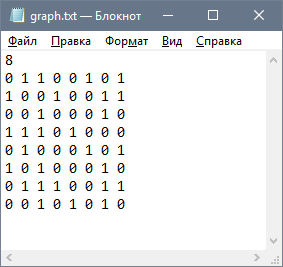 graph.txt — Блокнот
Файл Правка Формат Вид Справка
8
0 1 1 0 0 1 0 1
1 0 0 1 0 0 1 1
0 0 1 0 0 0 1 0
1 1 1 0 1 0 0 0
0 1 0 0 0 1 0 1
1 0 1 0 0 0 1 0
0 1 1 1 0 0 1 1
0 0 1 0 1 0 1 0